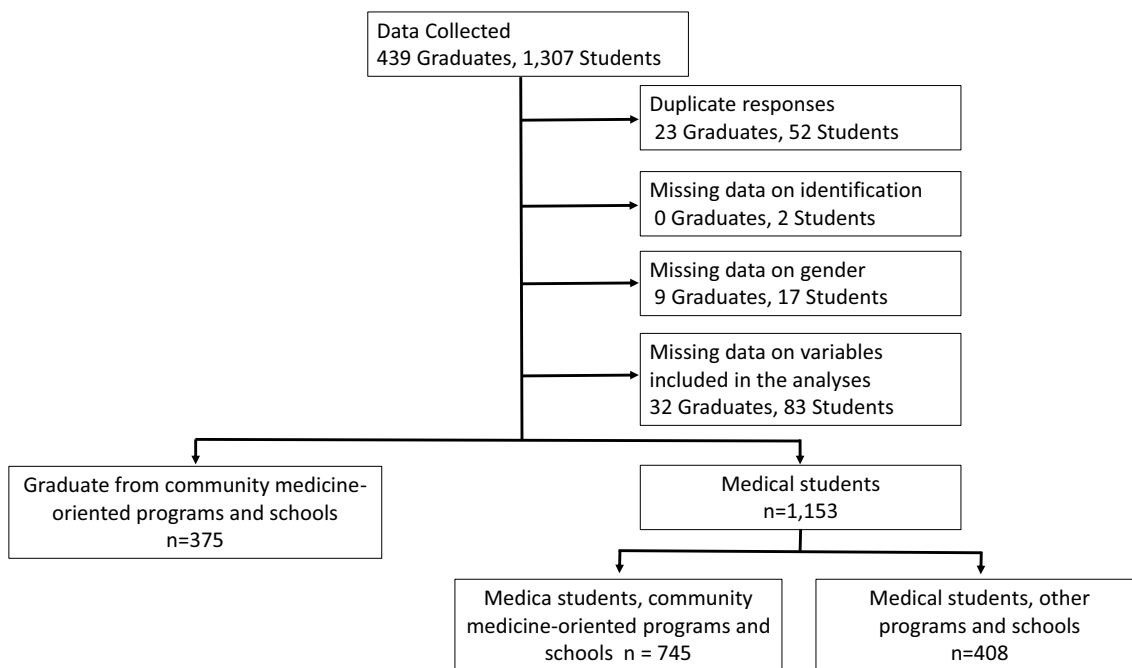 Data Collected
439 Graduates, 1,307 Students
Duplicate responses
23 Graduates, 52 Students
Missing data on identification
0 Graduates, 2 Students
Missing data on gender
9 Graduates, 17 Students
Missing data on variables
included in the analyses
32 Graduates, 83 Students
Graduate from community medicine-
oriented programs and schools
n=375
Medical students
n=1,153
Medica students, community
medicine-oriented programs and
schools n = 745
Medical students, other
programs and schools
n=408